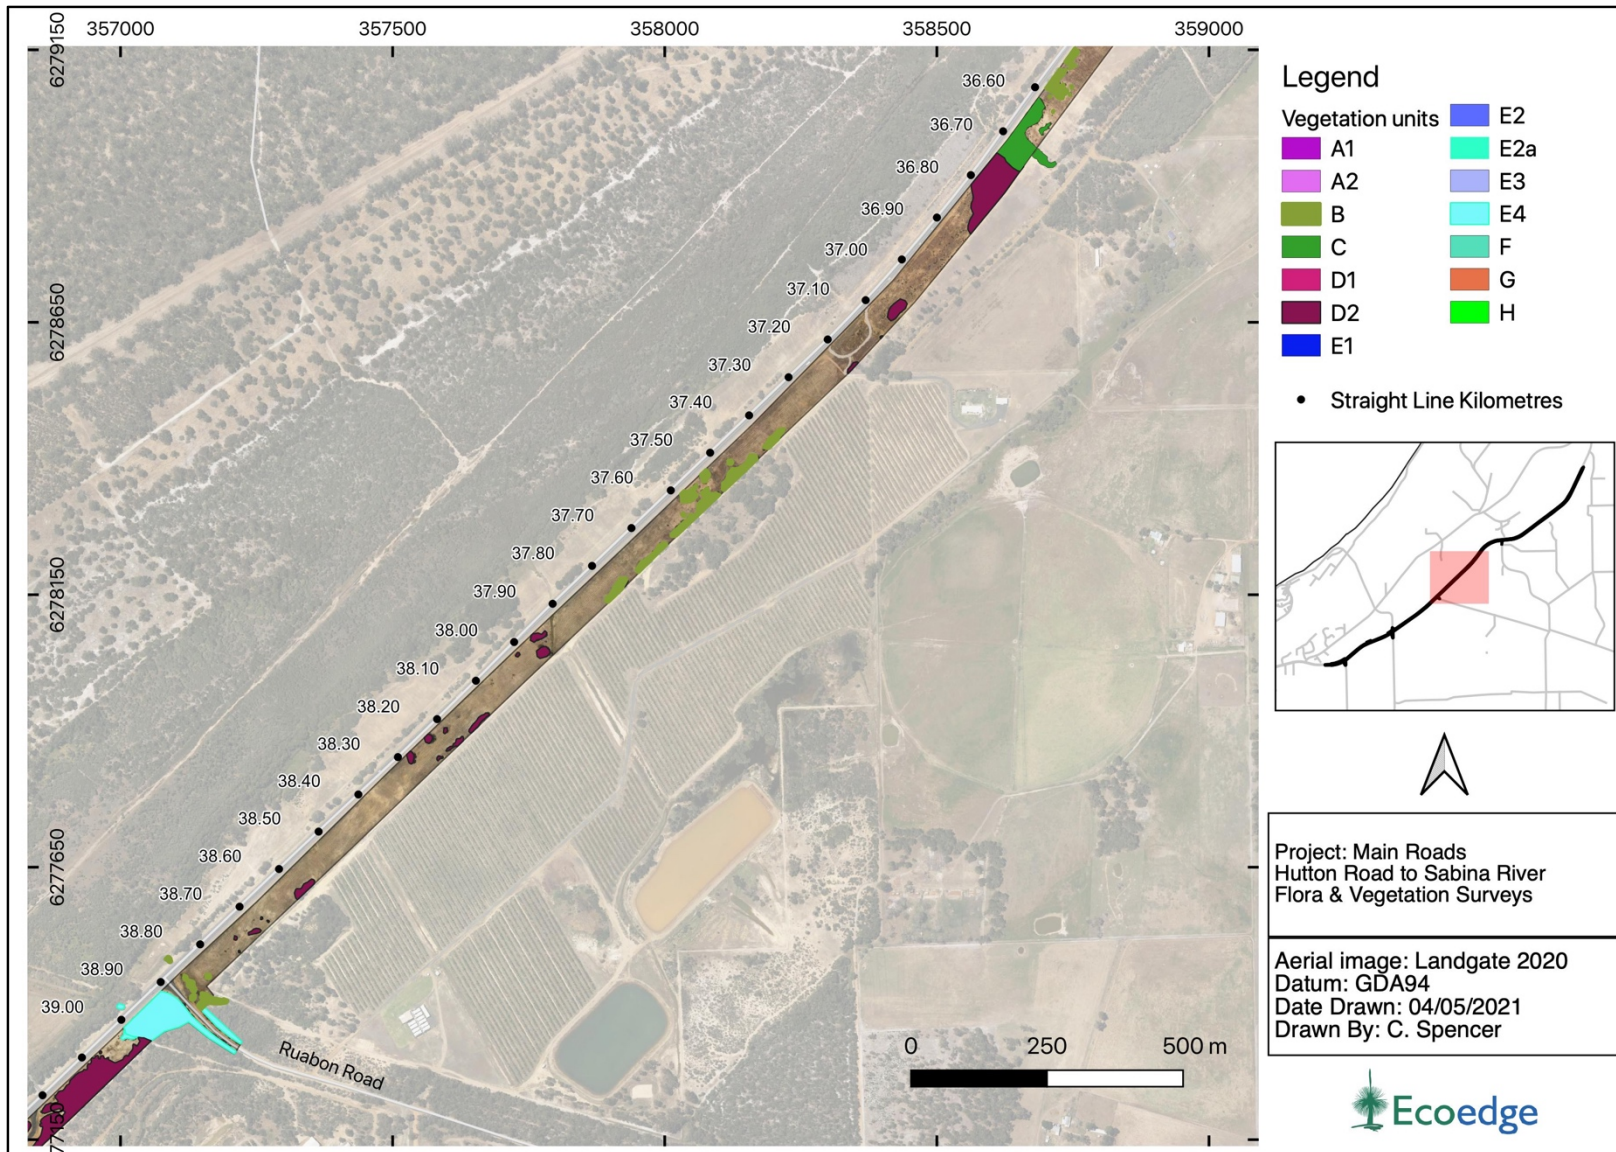 357000 357500 358000 358500 359000
6279150
6278650
6278150
6277650
77150
36.60
36.70
36.80
36.90
37.00
37.10
37.20
37.30
37.40
37.50
37.60
37.70
37.80
37.90
38.00
38.10
38.20
38.30
38.40
38.50
38.60
38.70
38.80
38.90
39.00
Ruabon Road
0 250 500 m
Legend
Vegetation units
A1
A2
B
C
D1
D2
E1
E2
E2a
E3
E4
F
G
H
Straight Line Kilometres
Project: Main Roads
Hutton Road to Sabina River
Flora & Vegetation Surveys
Aerial image: Landgate 2020
Datum: GDA94
Date Drawn: 04/05/2021
Drawn By: C. Spencer
Ecoedge